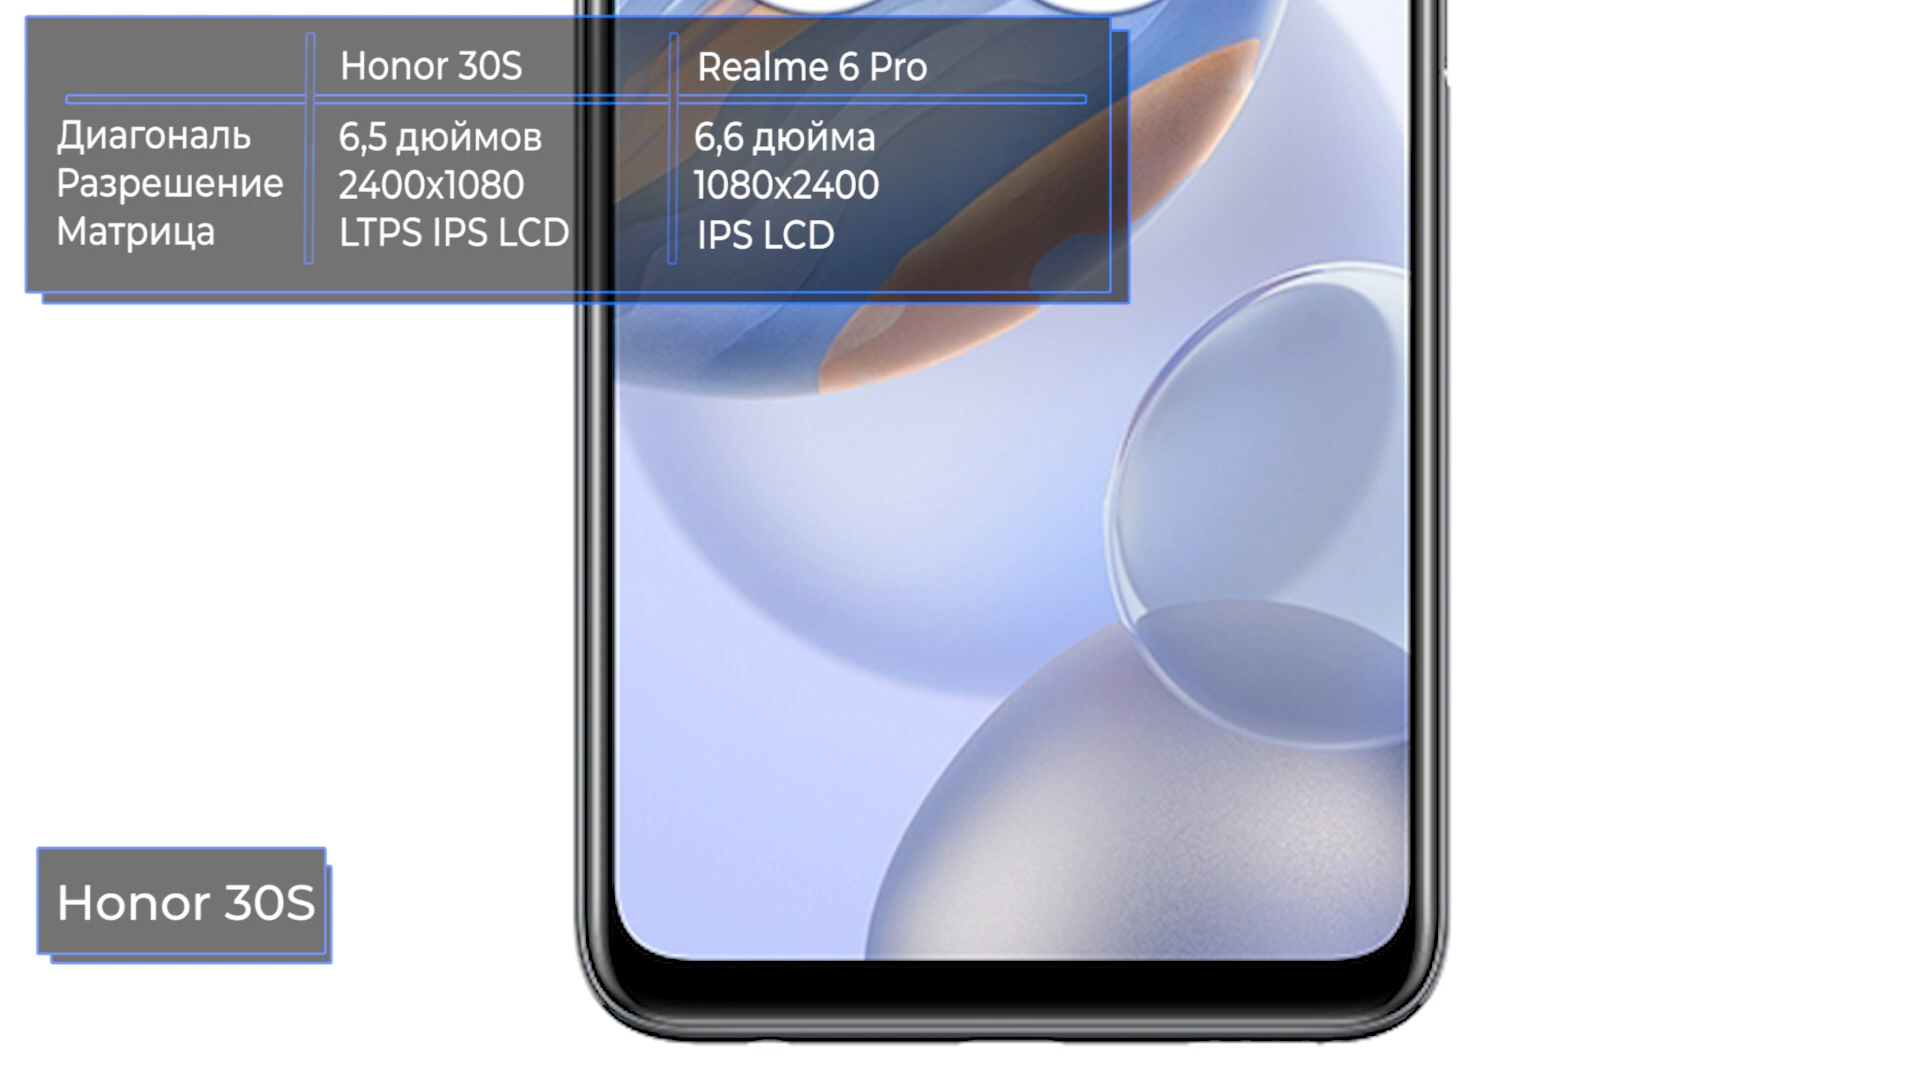 Honor 30S Realme 6 Pro
Диагональ 6,5 дюймов 6,6 дюйма
Разрешение 2400x1080 1080x2400
Матрица LTPS IPS LCD IPS LCD
Honor 30S